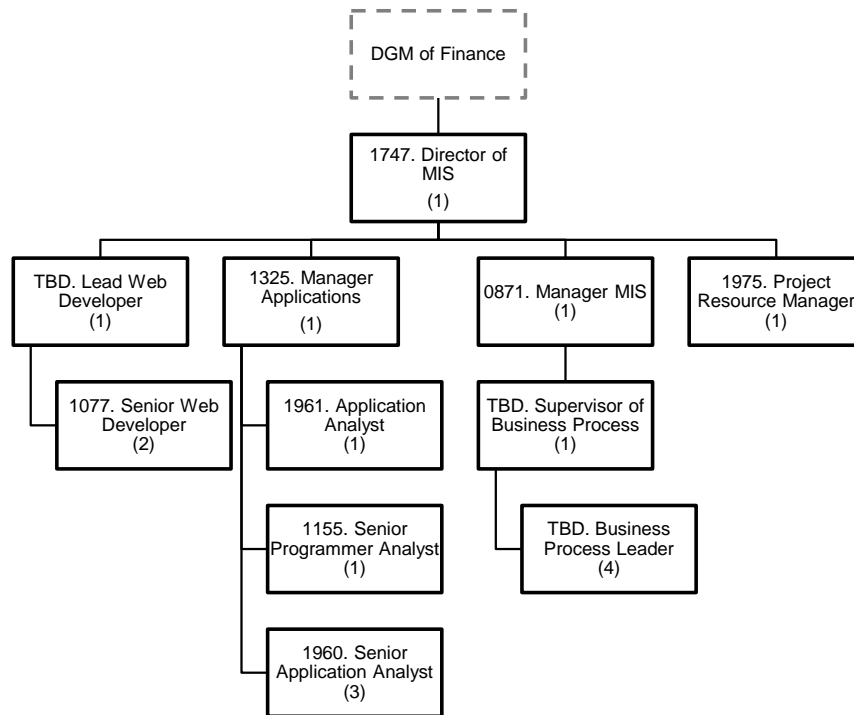 DGM of Finance
1747. Director of
MIS
(1)
TBD. Lead Web
Developer
(1)
1325. Manager
Applications
(1)
0871. Manager MIS
(1)
1975. Project
Resource Manager
(1)
1077. Senior Web
Developer
(2)
1961. Application
Analyst
(1)
TBD. Supervisor of
Business Process
(1)
1155. Senior
Programmer Analyst
(1)
TBD. Business
Process Leader
(4)
1960. Senior
Application Analyst
(3)